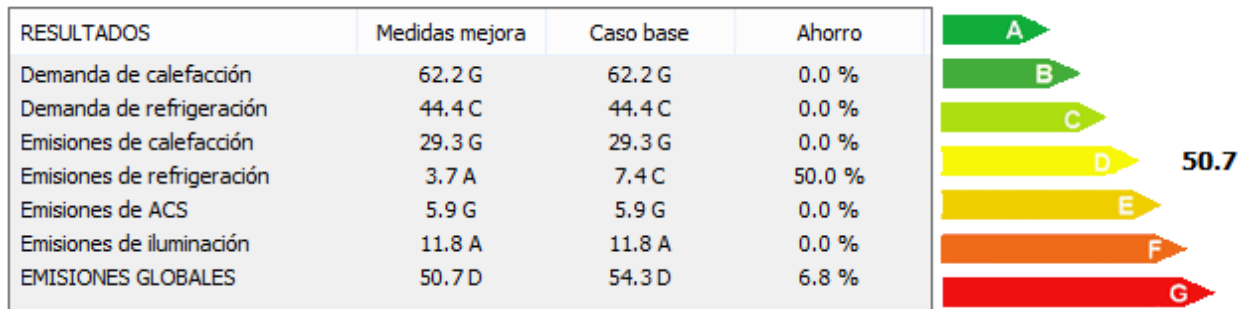 RESULTADOS Medidas mejora Caso base Ahorro
Demanda de calefacción 62.2 G 62.2 G 0.0 %
Demanda de refrigeración 44.4 C 44.4 C 0.0 %
Emisiones de calefacción 29.3 G 29.3 G 0.0 %
Emisiones de refrigeración 3.7 A 7.4 C 50.0 %
Emisiones de ACS 5.9 G 5.9 G 0.0 %
Emisiones de iluminación 11.8 A 11.8 A 0.0 %
EMISIONES GLOBALES 50.7 D 54.3 D 6.8 %
A
B
C
D 50.7
E
F
G